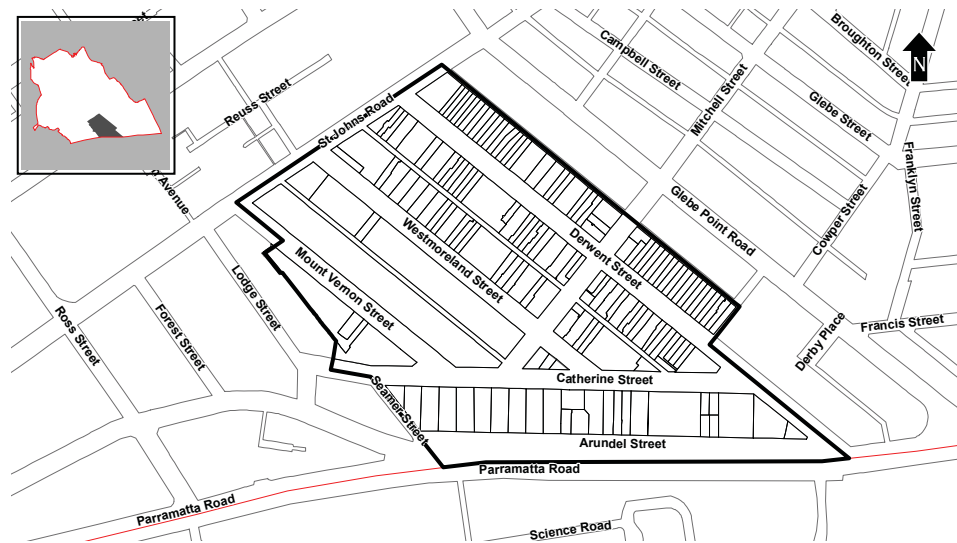 Broughton Street
Campbell Street
N
Mitchell Street
Glebe Street
Reuss Street
St Johns Road
Franklyn Street
Avenue
Glebe Point Road
Cowper Street
Derwent Street
Westmoreland Street
Mount Vernon Street
Lodge Street
Ross Street
Forest Street
Derby Place
Francis Street
Catherine Street
Seamer Street
Arundel Street
Parramatta Road
Parramatta Road
Science Road